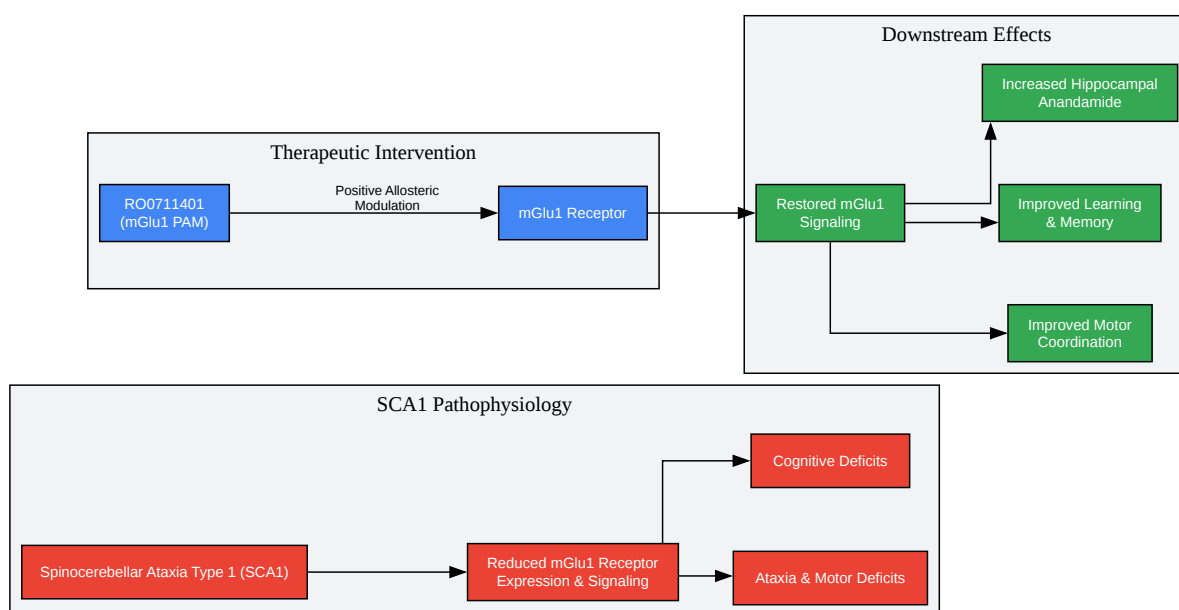 Downstream Effects
Increased Hippocampal
Anandamide
Therapeutic Intervention
RO0711401
(mGlu1 PAM)
Positive Allosteric
Modulation
mGlu1 Receptor
Restored mGlu1
Signaling
Improved Learning
& Memory
Improved Motor
Coordination
SCA1 Pathophysiology
Cognitive Deficits
Spinocerebellar Ataxia Type 1 (SCA1)
Reduced mGlu1 Receptor
Expression & Signaling
Ataxia & Motor Deficits